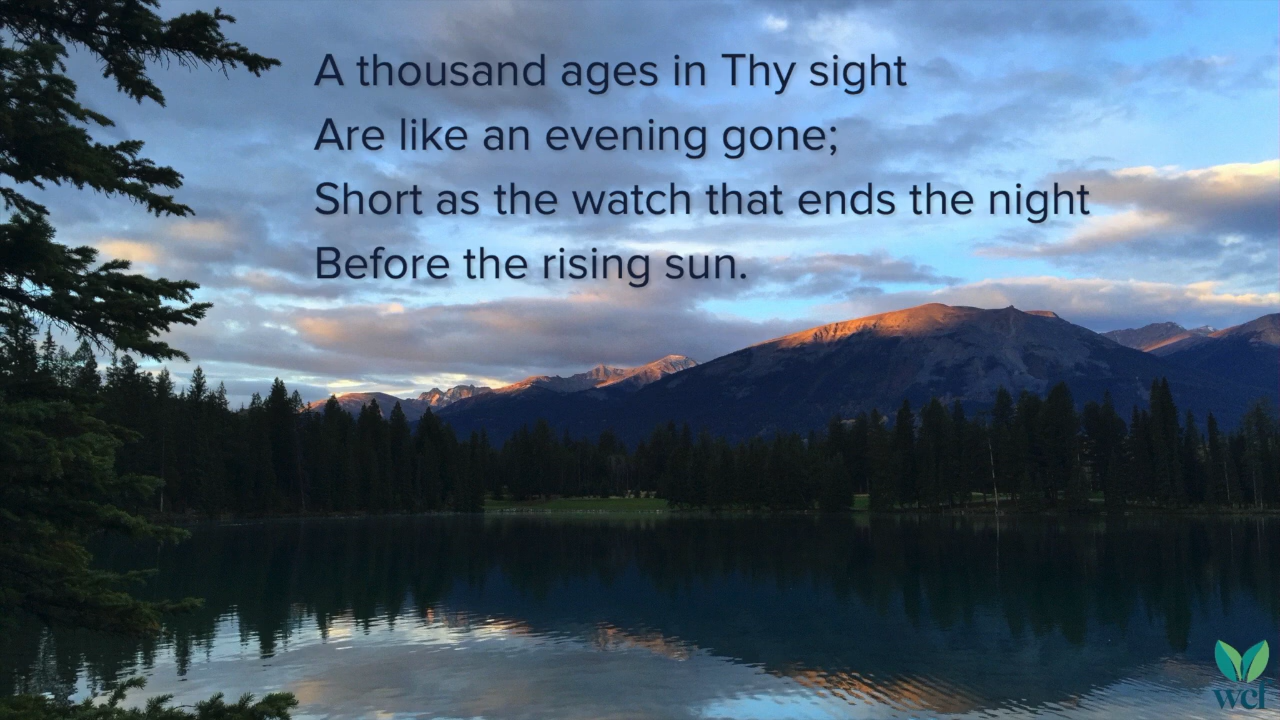 A thousand ages in Thy sight
Are like an evening gone;
Short as the watch that ends the night
Before the rising sun.
wcf